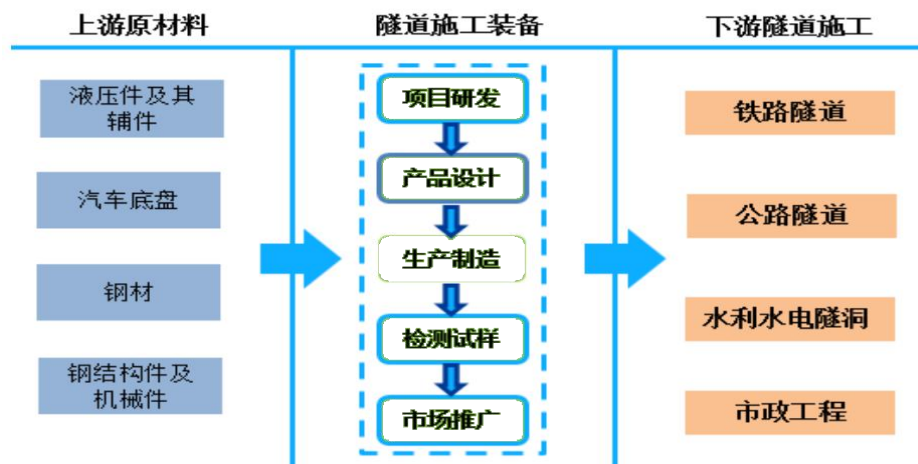 上游原材料
隧道施工装备
下游隧道施工
液压件及其
辅件
汽车底盘
钢材
钢结构件及
机械件
项目研发
产品设计
生产制造
检测试样
市场推广
铁路隧道
公路隧道
水利水电隧洞
市政工程